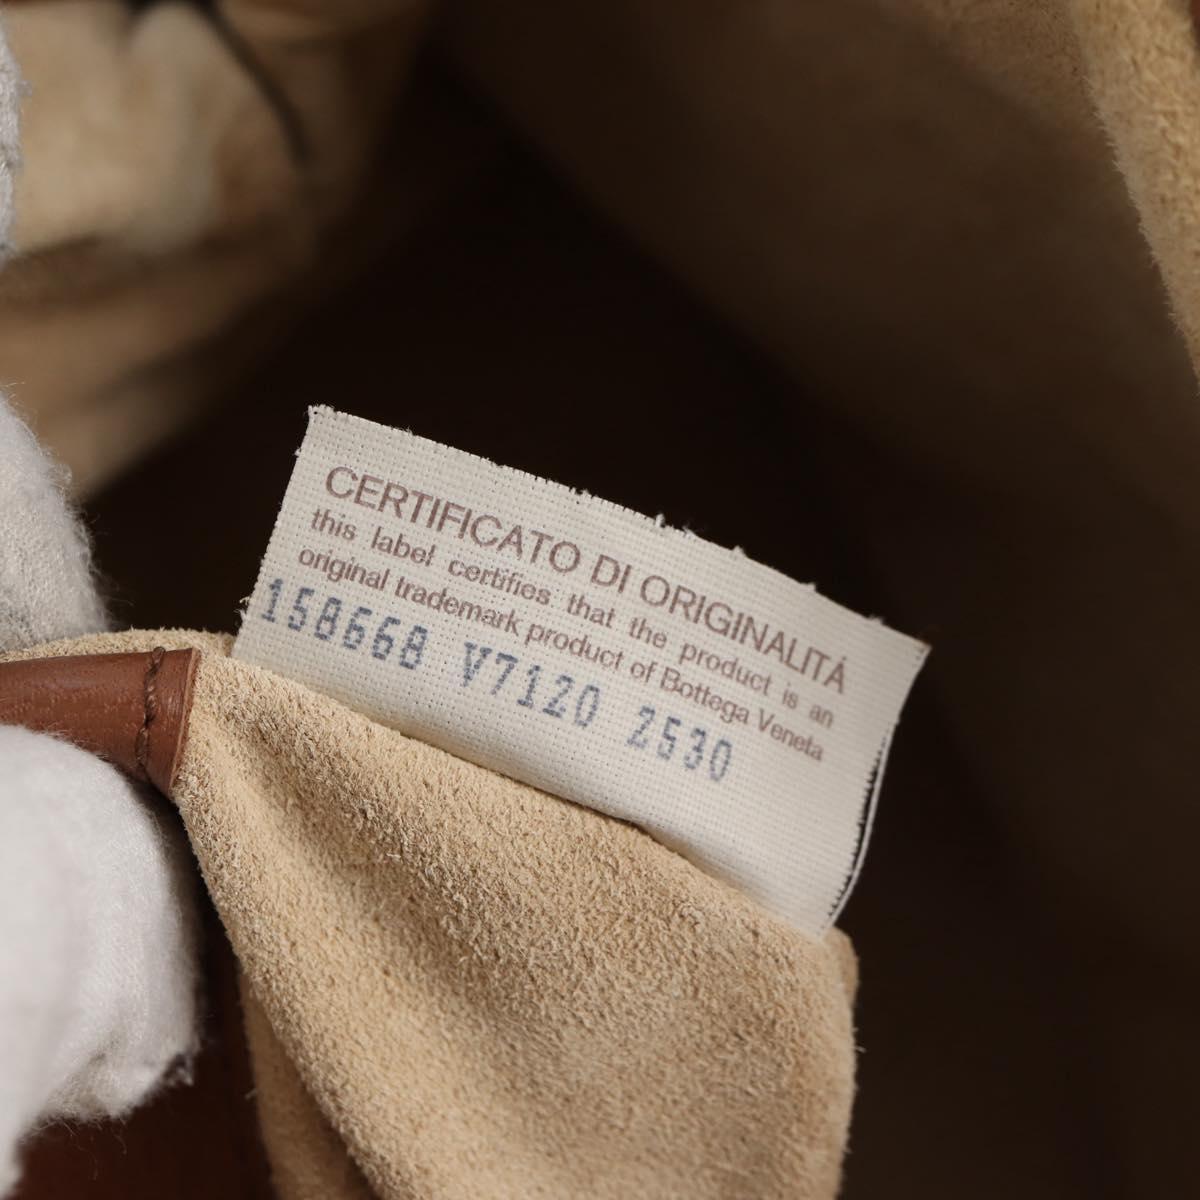 CERTIFICATO DI ORIGINALITÁ
this label certifies that the product is an
original trademark product of Bottega Veneta
158668 V7120 2530